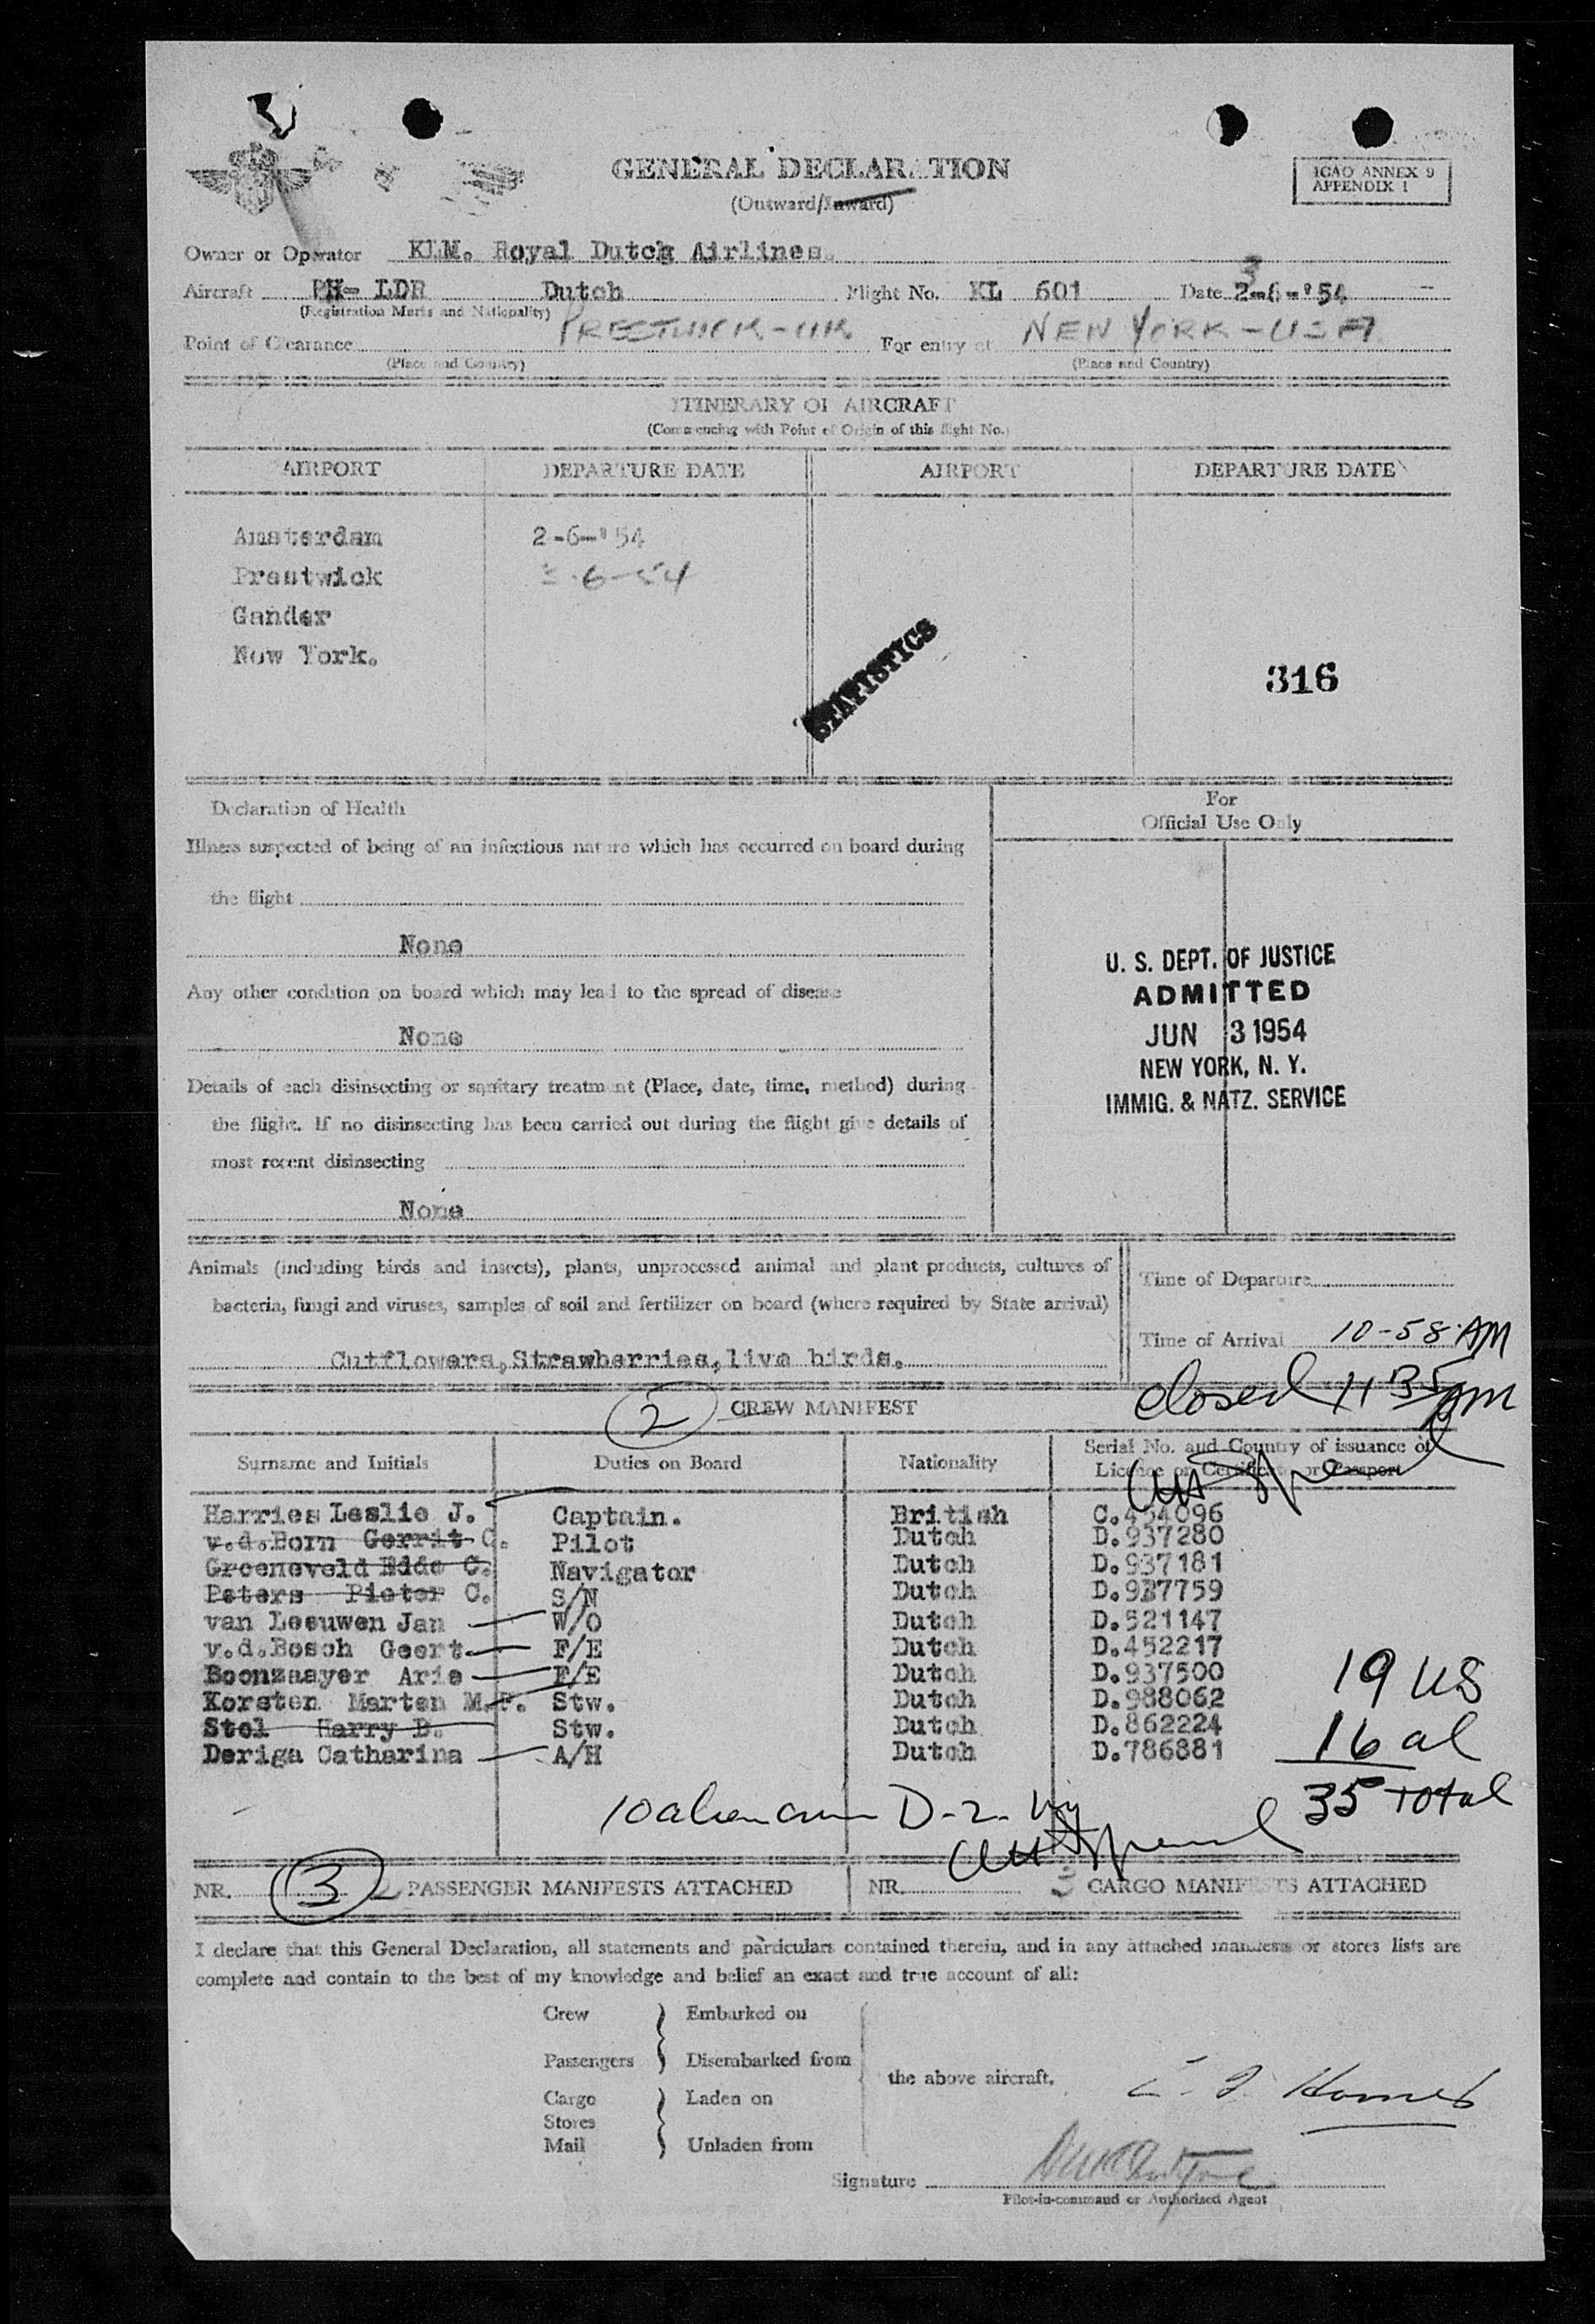 GENERAL DECLARATION
(Outward/Inward)
ICAO ANNEX 9
APPENDIX 1
Owner or Operator KLM. Royal Dutch Airlines.
Aircraft PH- LDR Dutch Flight No. KL 601 Date 2-6-'54
3
(Registration Marks and Nationality)
Point of Clearance PRESTWICK-UK For entry at NEW YORK-USA
(Place and Country) (Place and Country)
ITINERARY OF AIRCRAFT
(Commencing with Point of Origin of this flight No.)
AIRPORT DEPARTURE DATE AIRPORT DEPARTURE DATE
Amsterdam 2-6-'54
Prestwick 3-6-54
Gander
New York.
STATISTICS
316
Declaration of Health
For
Official Use Only
Illness suspected of being of an infectious nature which has occurred on board during
the flight
None
Any other condition on board which may lead to the spread of disease
None
Details of each disinsecting or sanitary treatment (Place, date, time, method) during
the flight. If no disinsecting has been carried out during the flight give details of
most recent disinsecting
None
U. S. DEPT. OF JUSTICE
ADMITTED
JUN 3 1954
NEW YORK, N. Y.
IMMIG. & NATZ. SERVICE
Animals (including birds and insects), plants, unprocessed animal and plant products, cultures of
bacteria, fungi and viruses, samples of soil and fertilizer on board (where required by State arrival)
Cutflowers,Strawberries,live birds.
Time of Departure
Time of Arrival 10-58 AM
closed 11 35 AM
2 CREW MANIFEST
Surname and Initials Duties on Board Nationality Serial No. and Country of issuance of
Licence or Certificate or Passport
Harries Leslie J. Captain. British C.454096
v.d.Born Gerrit C. Pilot Dutch D.937280
Groeneveld Eide C. Navigator Dutch D.937181
Peters Pieter C. S/N Dutch D.937759
van Leeuwen Jan W/O Dutch D.521147
v.d.Bosch Geert F/E Dutch D.452217
Boonzaayer Arie F/E Dutch D.937500
Korsten Marten M.P. Stw. Dutch D.988062
Stol Harry D. Stw. Dutch D.862224
Deriga Catharina A/H Dutch D.786881
19 US
16 al
35 total
10 alien crew D-2-
NR. 3 PASSENGER MANIFESTS ATTACHED NR. 3 CARGO MANIFESTS ATTACHED
I declare that this General Declaration, all statements and particulars contained therein, and in any attached manifests or stores lists are
complete and contain to the best of my knowledge and belief an exact and true account of all:
Crew Embarked on
Passengers Disembarked from
the above aircraft.
Cargo Laden on
Stores
Mail Unladen from
Signature
Pilot-in-command or Authorised Agent